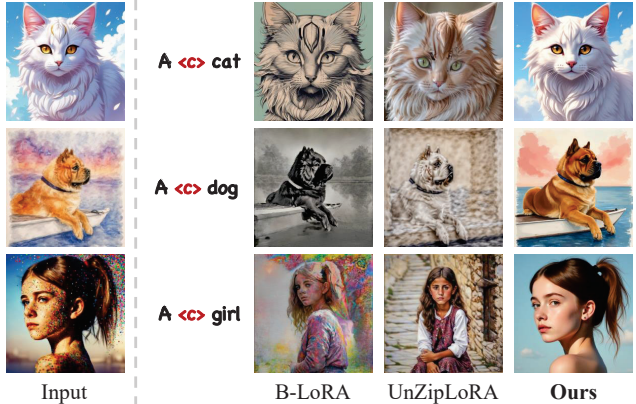 A <c> cat
A <c> dog
A <c> girl
Input
B-LoRA
UnZipLoRA
Ours